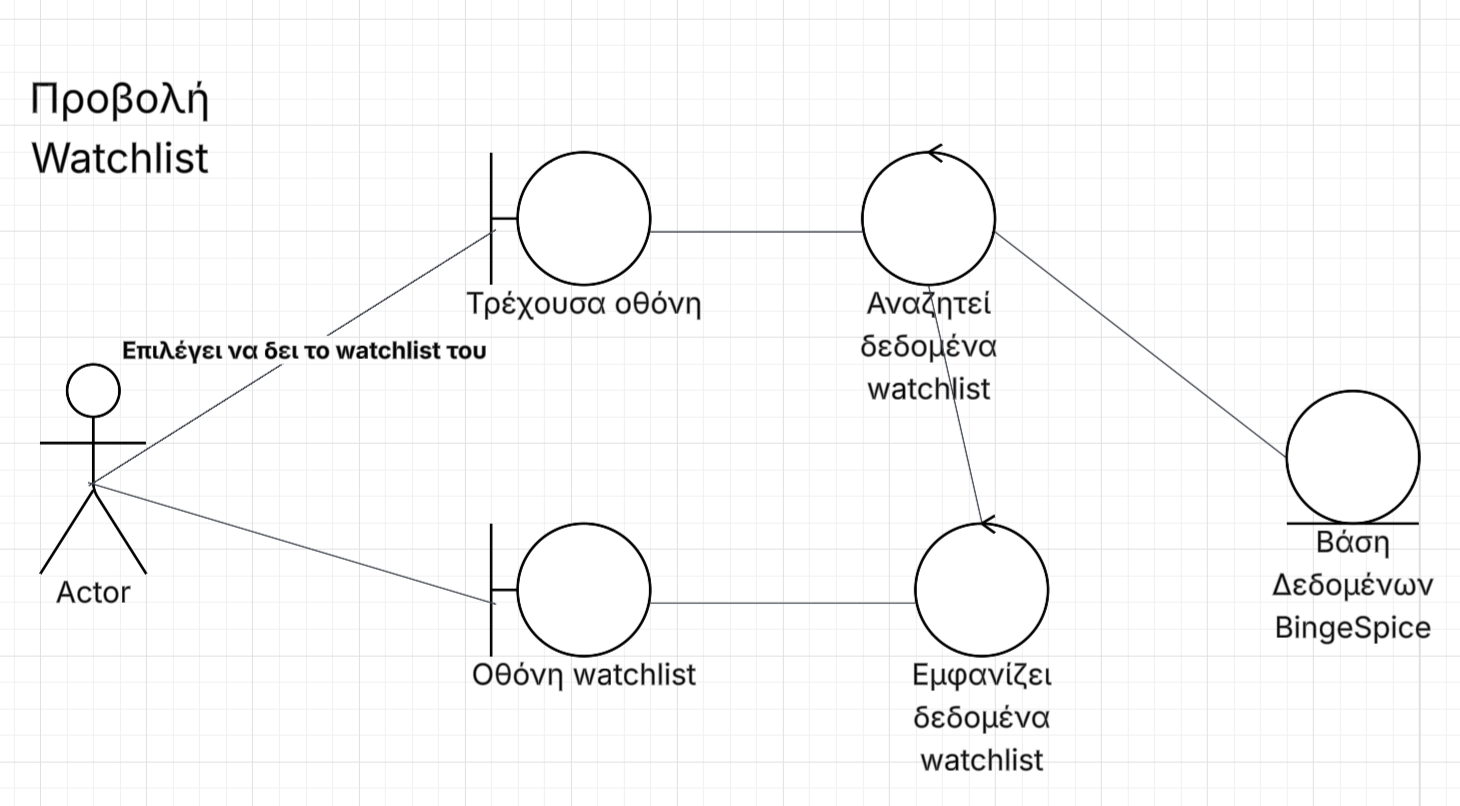 Προβολή
Watchlist
Τρέχουσα οθόνη
Αναζητεί
δεδομένα
watchlist
Επιλέγει να δει το watchlist του
Actor
Βάση
Δεδομένων
BingeSpice
Οθόνη watchlist
Εμφανίζει
δεδομένα
watchlist